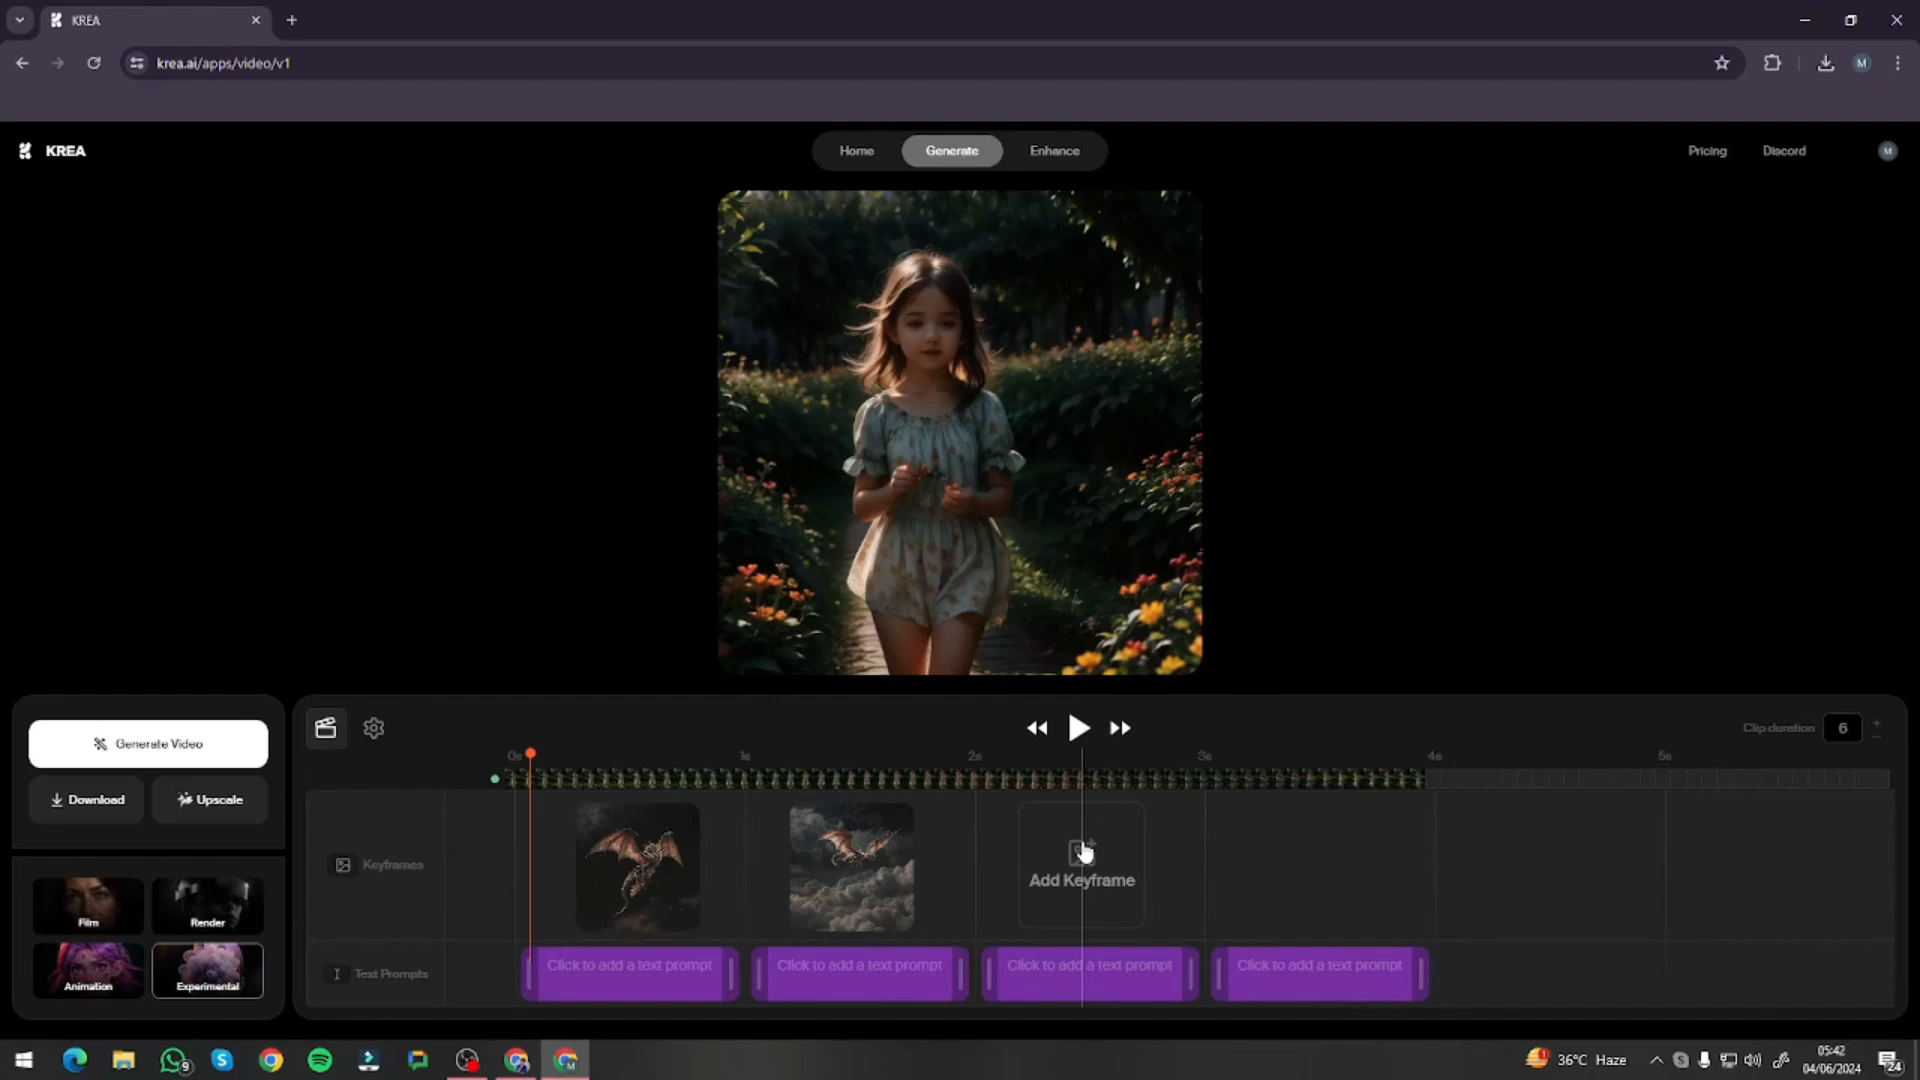 KREA
krea.ai/apps/video/v1
M
KREA
Home
Generate
Enhance
Pricing
Discord
M
Generate Video
Download
Upscale
Film
Render
Animation
Experimental
Clip duration
6
0s
1s
2s
3s
4s
5s
Keyframes
Add Keyframe
Text Prompts
Click to add a text prompt
Click to add a text prompt
Click to add a text prompt
Click to add a text prompt
9
M
1
36°C Haze
05:42
04/06/2024
24